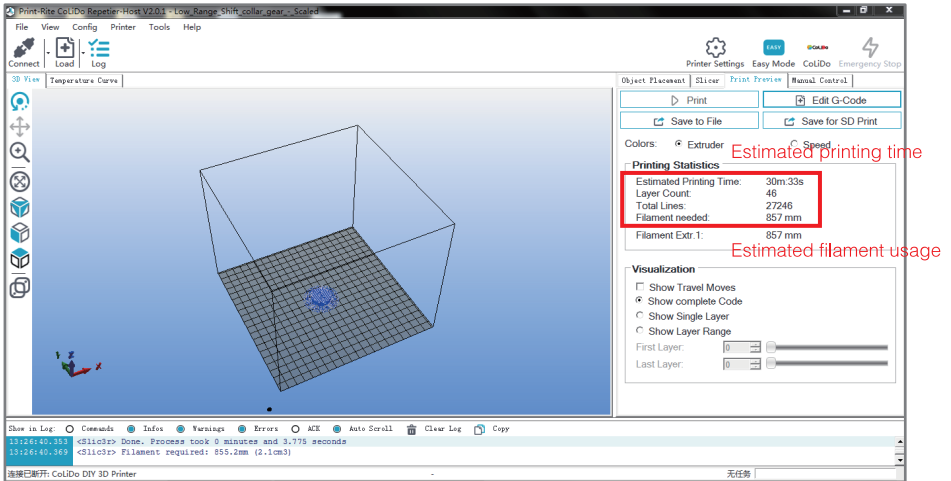 Print-Rite CoLiDo Repetier-Host V2.0.1 - Low_Range_Shift_collar_gear_-_Scaled
File View Config Printer Tools Help
Connect Load Log Printer Settings Easy Mode CoLiDo Emergency Stop
EASY CoLiDo
3D View Temperature Curve Object Placement Slicer Print Preview Manual Control
Print Edit G-Code
Save to File Save for SD Print
Colors: Extruder Speed
Estimated printing time
Printing Statistics
Estimated Printing Time: 30m:33s
Layer Count: 46
Total Lines: 27246
Filament needed: 857 mm
Filament Extr.1: 857 mm
Estimated filament usage
Visualization
Show Travel Moves
Show complete Code
Show Single Layer
Show Layer Range
First Layer: 0
Last Layer: 0
Y Z X
Show in Log: Commands Infos Warnings Errors ACK Auto Scroll Clear Log Copy
13:26:40.353 <Slic3r> Done. Process took 0 minutes and 3.775 seconds
13:26:40.369 <Slic3r> Filament required: 855.2mm (2.1cm3)
连接已断开: CoLiDo DIY 3D Printer - 无任务